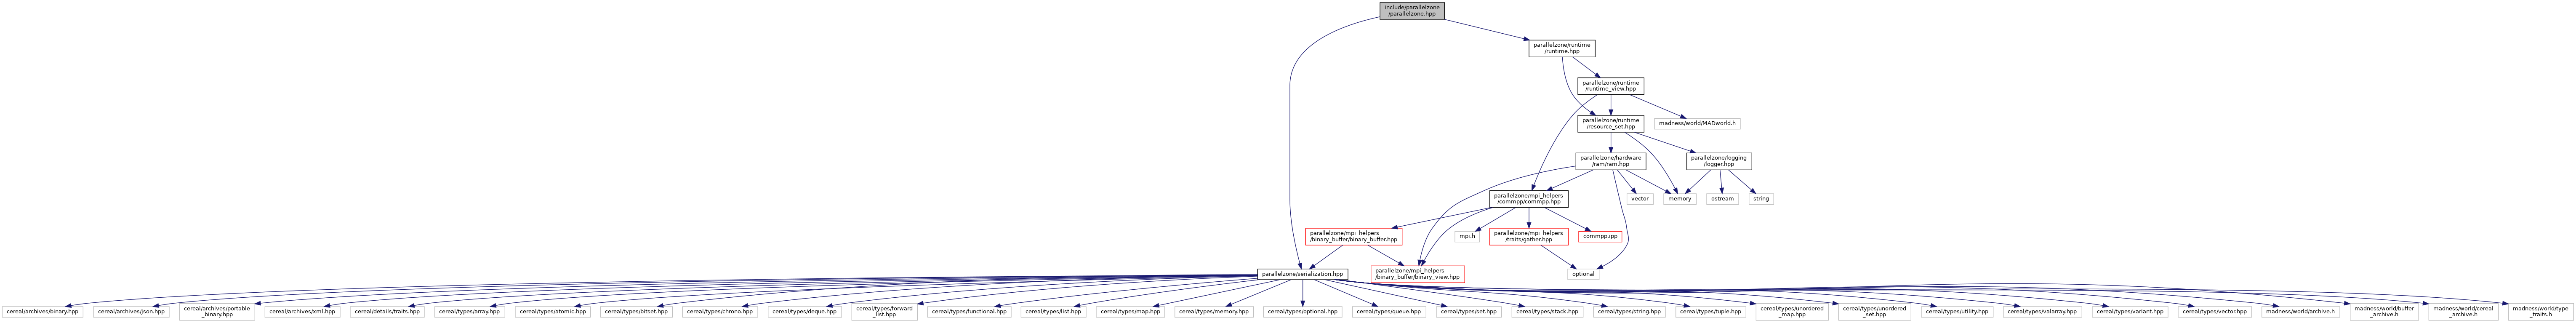 include/parallelzone
/parallelzone.hpp
parallelzone/runtime
/runtime.hpp
parallelzone/runtime
/runtime_view.hpp
parallelzone/runtime
/resource_set.hpp
madness/world/MADworld.h
parallelzone/hardware
/ram/ram.hpp
parallelzone/logging
/logger.hpp
parallelzone/mpi_helpers
/commpp/commpp.hpp
vector
memory
ostream
string
parallelzone/mpi_helpers
/binary_buffer/binary_buffer.hpp
mpi.h
parallelzone/mpi_helpers
/traits/gather.hpp
commpp.ipp
parallelzone/serialization.hpp
parallelzone/mpi_helpers
/binary_buffer/binary_view.hpp
optional
cereal/archives/binary.hpp
cereal/archives/json.hpp
cereal/archives/portable
_binary.hpp
cereal/archives/xml.hpp
cereal/details/traits.hpp
cereal/types/array.hpp
cereal/types/atomic.hpp
cereal/types/bitset.hpp
cereal/types/chrono.hpp
cereal/types/deque.hpp
cereal/types/forward
_list.hpp
cereal/types/functional.hpp
cereal/types/list.hpp
cereal/types/map.hpp
cereal/types/memory.hpp
cereal/types/optional.hpp
cereal/types/queue.hpp
cereal/types/set.hpp
cereal/types/stack.hpp
cereal/types/string.hpp
cereal/types/tuple.hpp
cereal/types/unordered
_map.hpp
cereal/types/unordered
_set.hpp
cereal/types/utility.hpp
cereal/types/valarray.hpp
cereal/types/variant.hpp
cereal/types/vector.hpp
madness/world/archive.h
madness/world/buffer
_archive.h
madness/world/cereal
_archive.h
madness/world/type
_traits.h